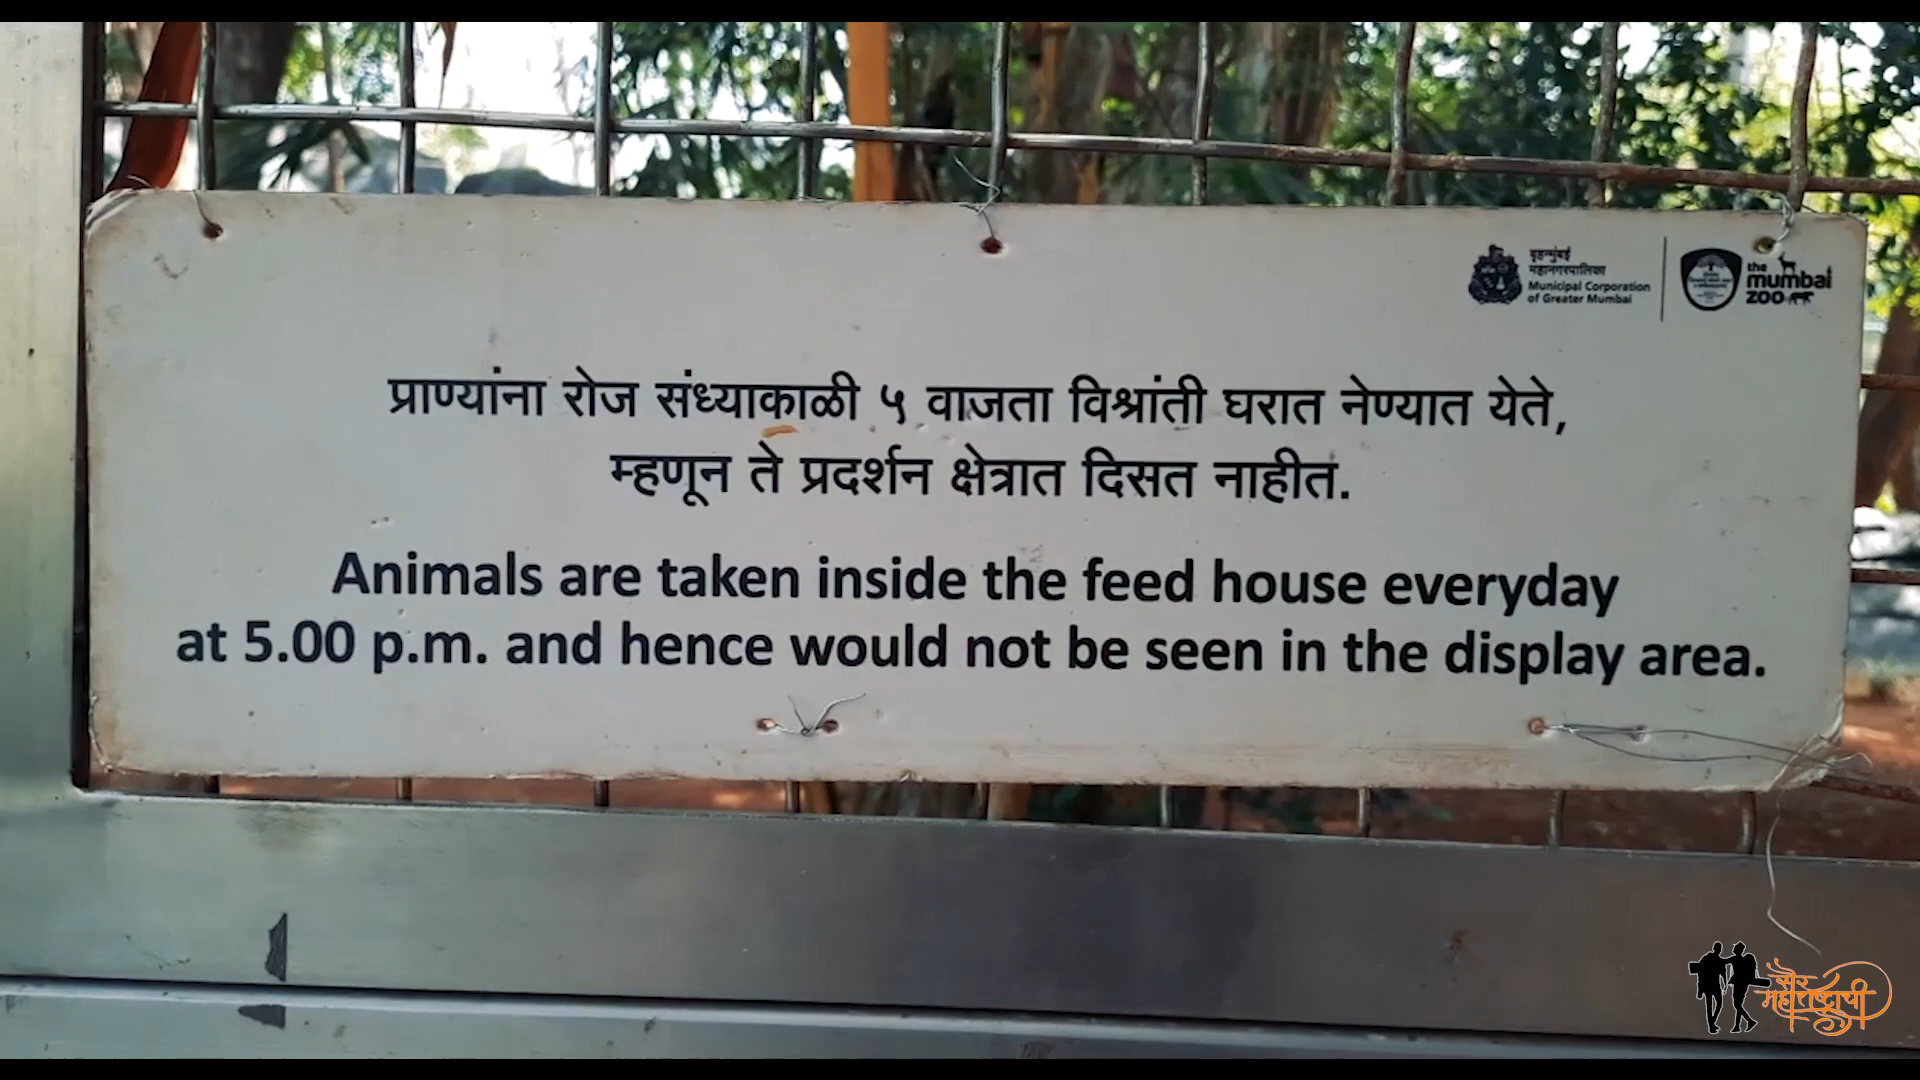 बृहन्मुंबई
महानगरपालिका
Municipal Corporation
of Greater Mumbai
the
mumbai
zoo
प्राण्यांना रोज संध्याकाळी ५ वाजता विश्रांती घरात नेण्यात येते,
म्हणून ते प्रदर्शन क्षेत्रात दिसत नाहीत.
Animals are taken inside the feed house everyday
at 5.00 p.m. and hence would not be seen in the display area.
सैर
महाराष्ट्राची